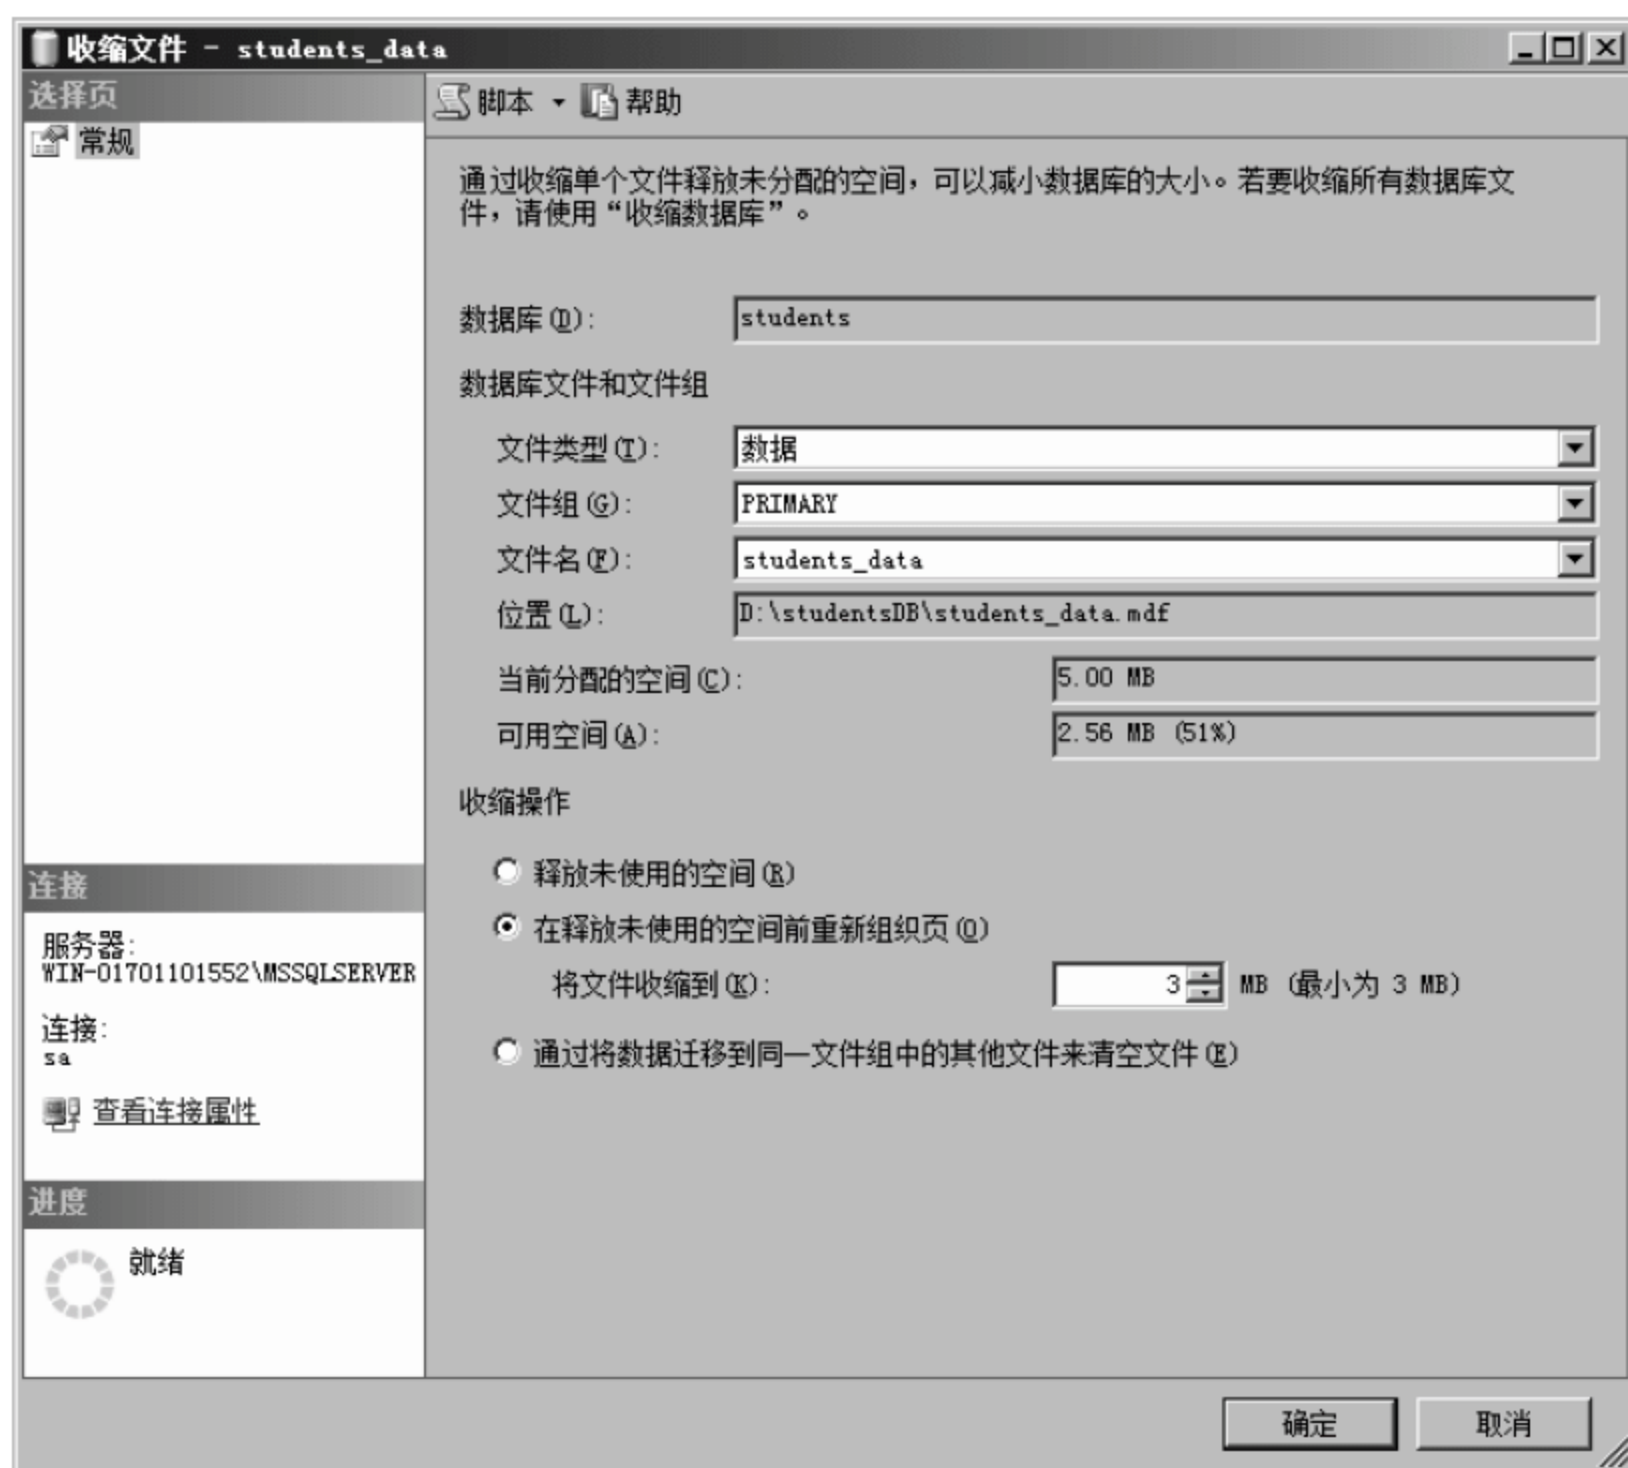 收缩文件 - students_data
选择页
常规
脚本 帮助
通过收缩单个文件释放未分配的空间，可以减小数据库的大小。若要收缩所有数据库文
件，请使用“收缩数据库”。
数据库(D): students
数据库文件和文件组
文件类型(T): 数据
文件组(G): PRIMARY
文件名(F): students_data
位置(L): D:\studentsDB\students_data.mdf
当前分配的空间(C): 5.00 MB
可用空间(A): 2.56 MB (51%)
收缩操作
释放未使用的空间(R)
在释放未使用的空间前重新组织页(O)
将文件收缩到(K): 3 MB (最小为 3 MB)
通过将数据迁移到同一文件组中的其他文件来清空文件(E)
连接
服务器:
WIN-01701101552\MSSQLSERVER
连接:
sa
查看连接属性
进度
就绪
确定 取消